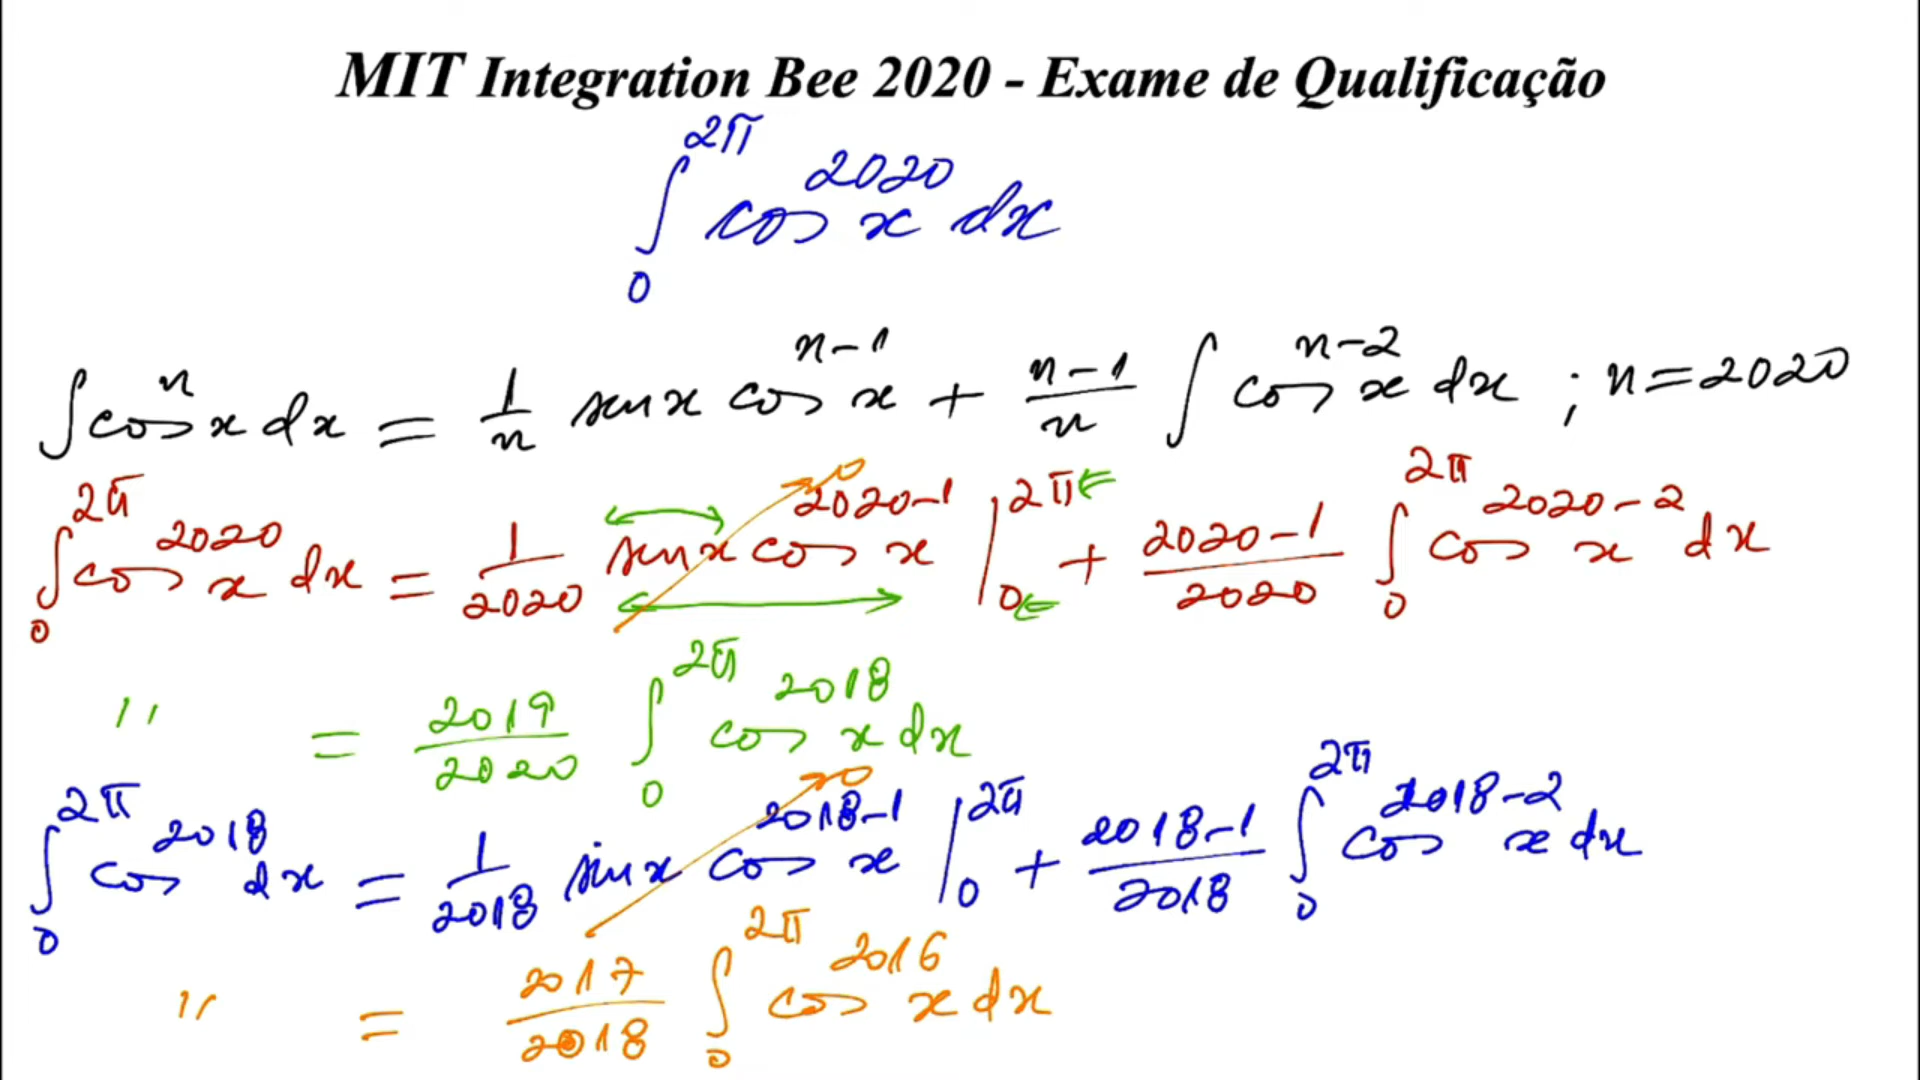 MIT Integration Bee 2020 - Exame de Qualificação
∫₀^{2π} cos^{2020} x dx
∫ cos^n x dx = 1/n sen x cos^{n-1} x + (n-1)/n ∫ cos^{n-2} x dx ; n = 2020
∫₀^{2π} cos^{2020} x dx = 1/2020 sen x cos^{2020-1} x |₀^{2π} + (2020-1)/2020 ∫₀^{2π} cos^{2020-2} x dx
" = 2019/2020 ∫₀^{2π} cos^{2018} x dx
∫₀^{2π} cos^{2018} dx = 1/2018 sin x cos^{2018-1} x |₀^{2π} + (2018-1)/2018 ∫₀^{2π} cos^{2018-2} x dx
" = 2017/2018 ∫₀^{2π} cos^{2016} x dx